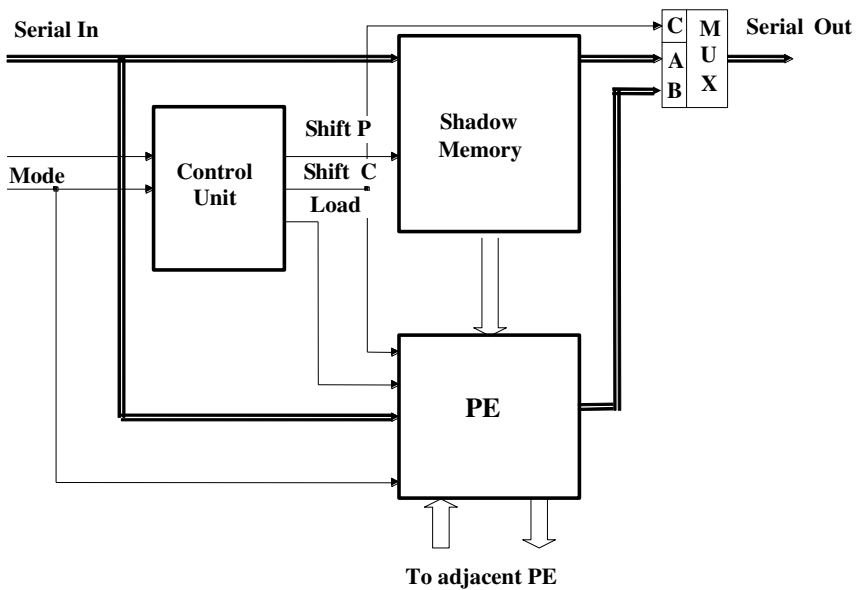 Serial In
C
M
U
X
Serial Out
A
B
Shift P
Shadow
Memory
Mode
Control
Unit
Shift C
Load
PE
To adjacent PE